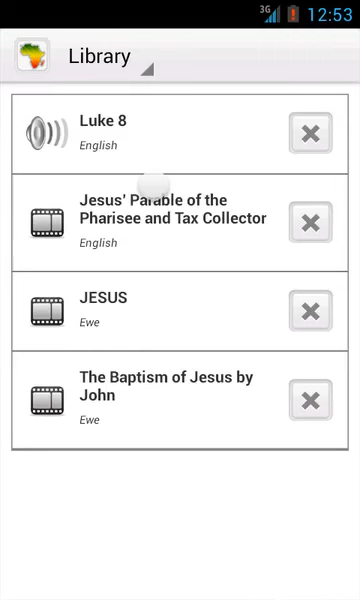 3G
12:53
Library
Luke 8
English
Jesus' Parable of the
Pharisee and Tax Collector
English
JESUS
Ewe
The Baptism of Jesus by
John
Ewe